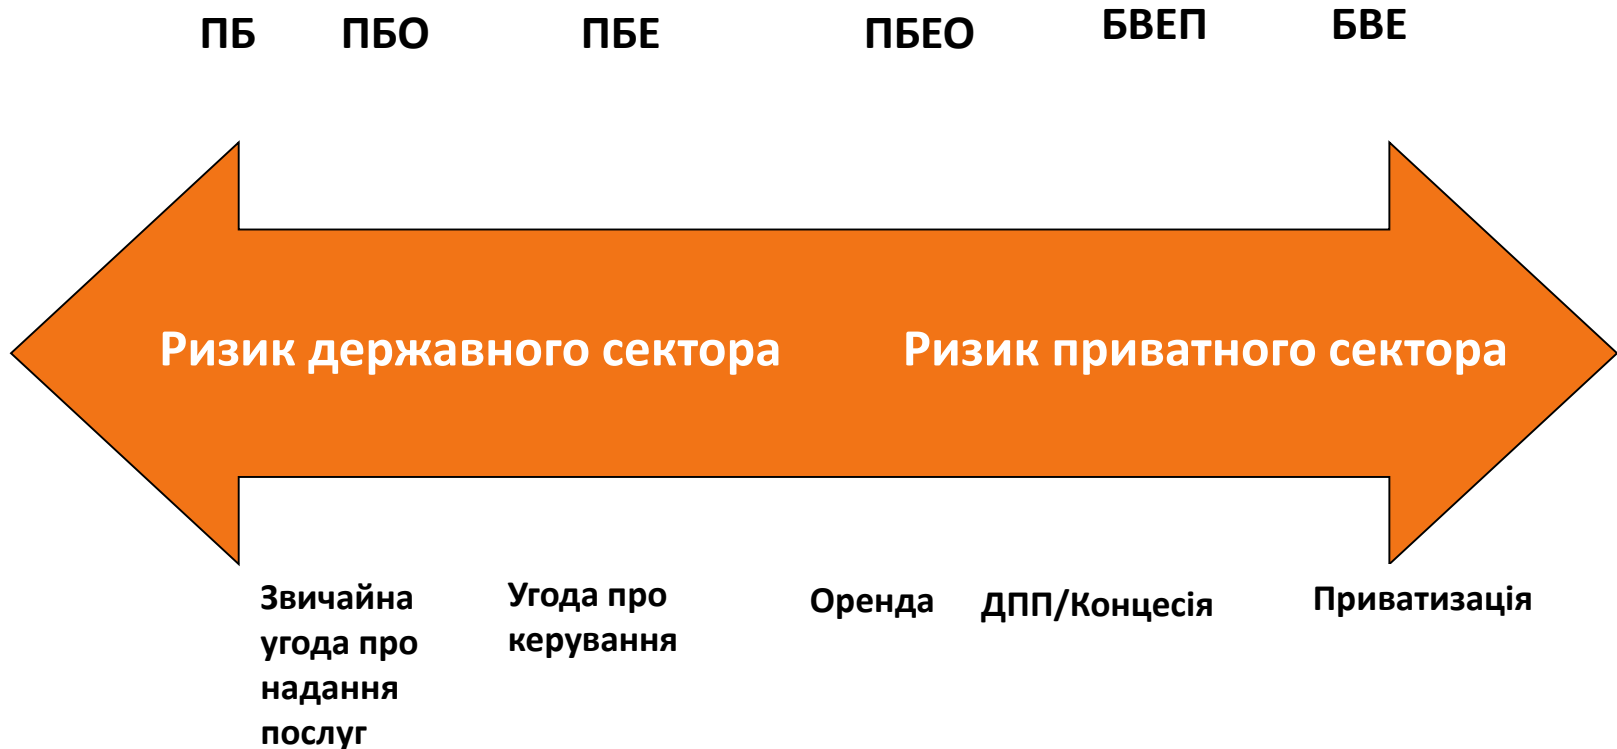 ПБ ПБО ПБЕ ПБЕО БВЕП БВЕ
Ризик державного сектора Ризик приватного сектора
Звичайна
угода про
надання
послуг
Угода про
керування
Оренда
ДПП/Концесія
Приватизація